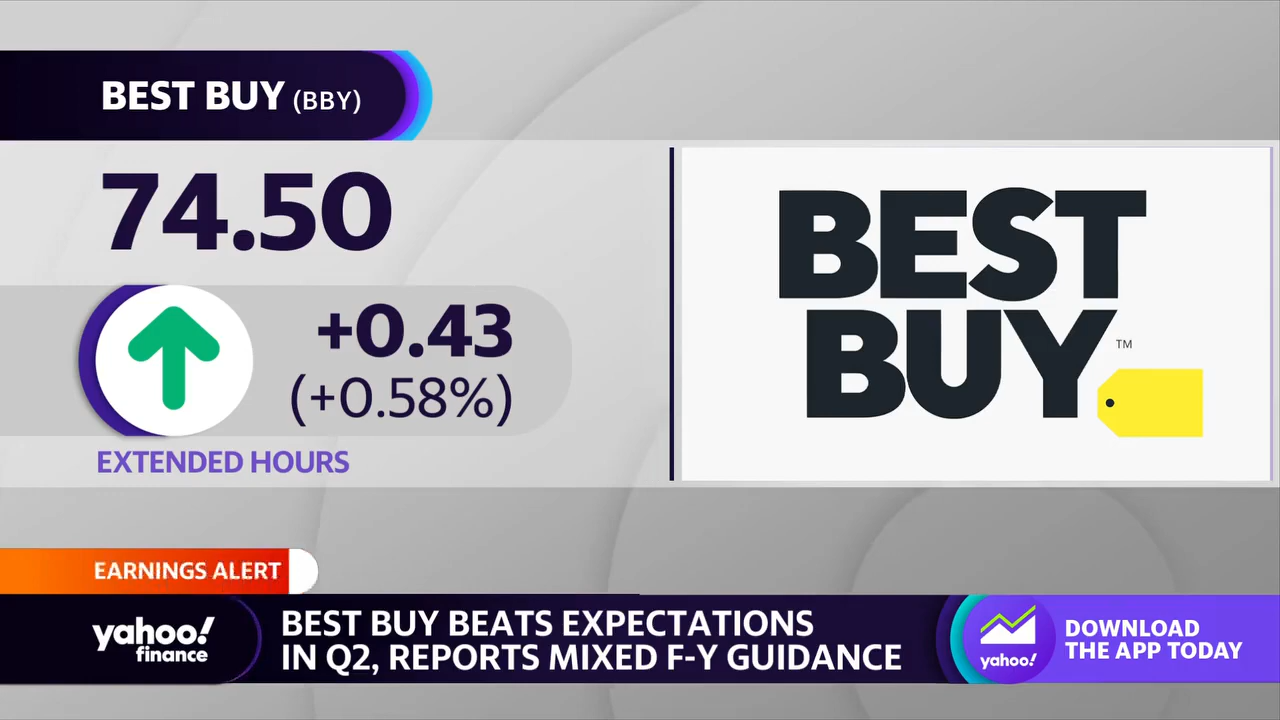 BEST BUY (BBY)
74.50
+0.43
(+0.58%)
EXTENDED HOURS
BEST
BUY
TM
EARNINGS ALERT
yahoo!
finance
BEST BUY BEATS EXPECTATIONS
IN Q2, REPORTS MIXED F-Y GUIDANCE
yahoo!
DOWNLOAD
THE APP TODAY